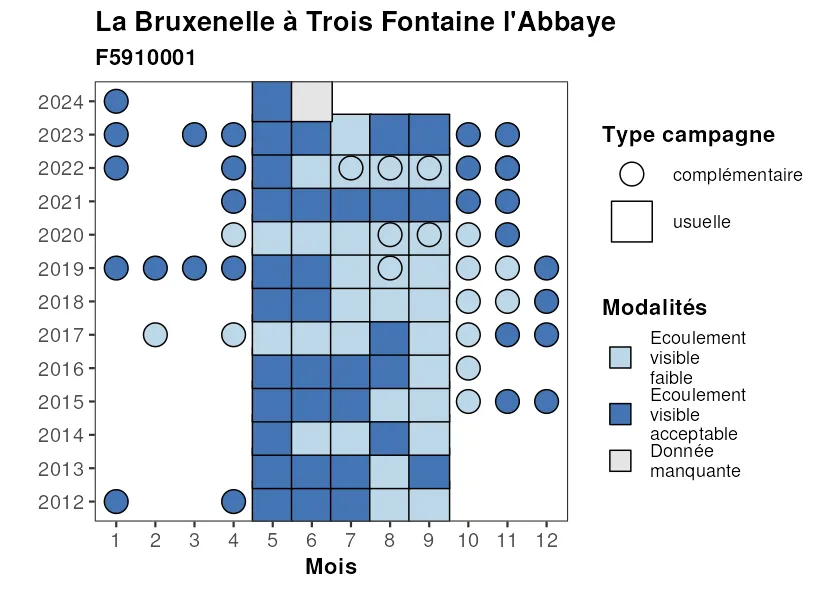 La Bruxenelle à Trois Fontaine l'Abbaye
F5910001
2024
2023
2022
2021
2020
2019
2018
2017
2016
2015
2014
2013
2012
1 2 3 4 5 6 7 8 9 10 11 12
Mois
Type campagne
complémentaire
usuelle
Modalités
Ecoulement
visible
faible
Ecoulement
visible
acceptable
Donnée
manquante